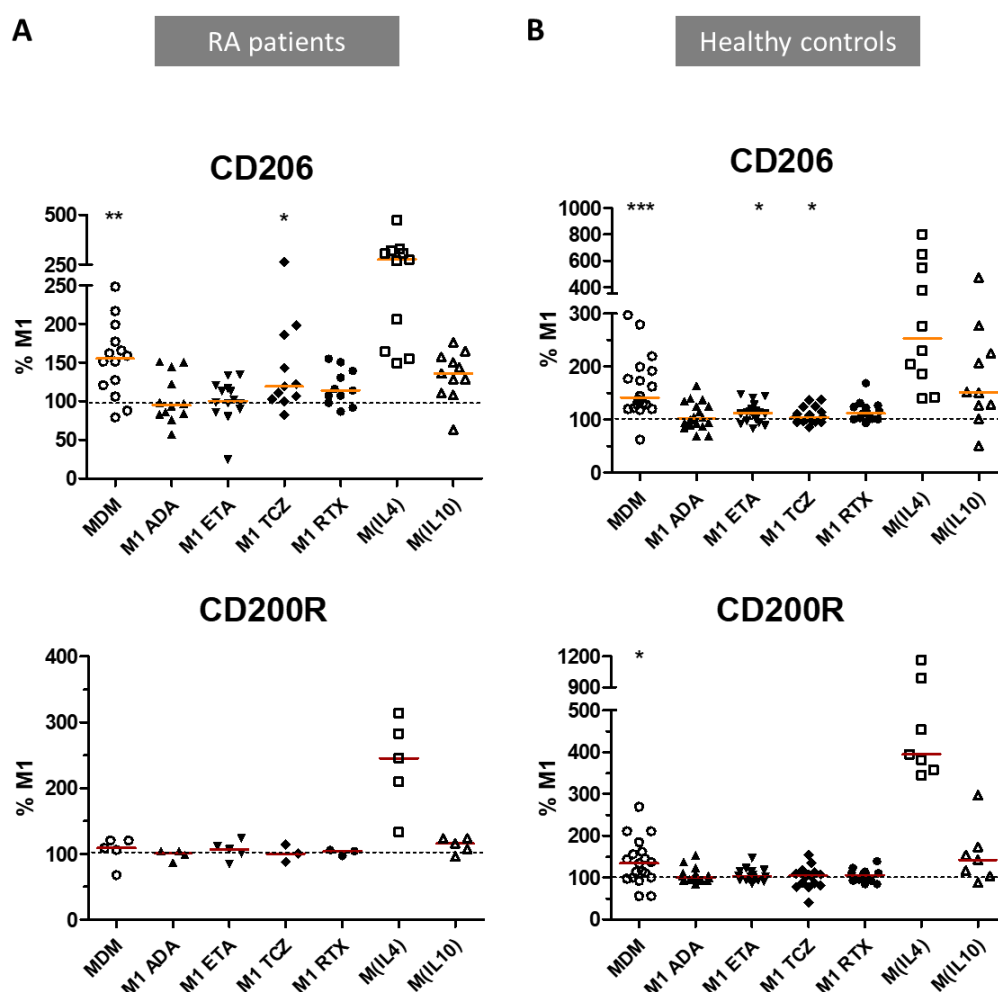 A
RA patients
B
Healthy controls
CD206
** *
% M1
500
250
250
200
150
100
50
0
MDM
M1 ADA
M1 ETA
M1 TCZ
M1 RTX
M(IL4)
M(IL10)
CD206
*** * *
% M1
1000
800
600
400
300
200
100
0
MDM
M1 ADA
M1 ETA
M1 TCZ
M1 RTX
M(IL4)
M(IL10)
CD200R
% M1
400
300
200
100
0
MDM
M1 ADA
M1 ETA
M1 TCZ
M1 RTX
M(IL4)
M(IL10)
CD200R
*
% M1
1200
900
500
400
300
200
100
0
MDM
M1 ADA
M1 ETA
M1 TCZ
M1 RTX
M(IL4)
M(IL10)